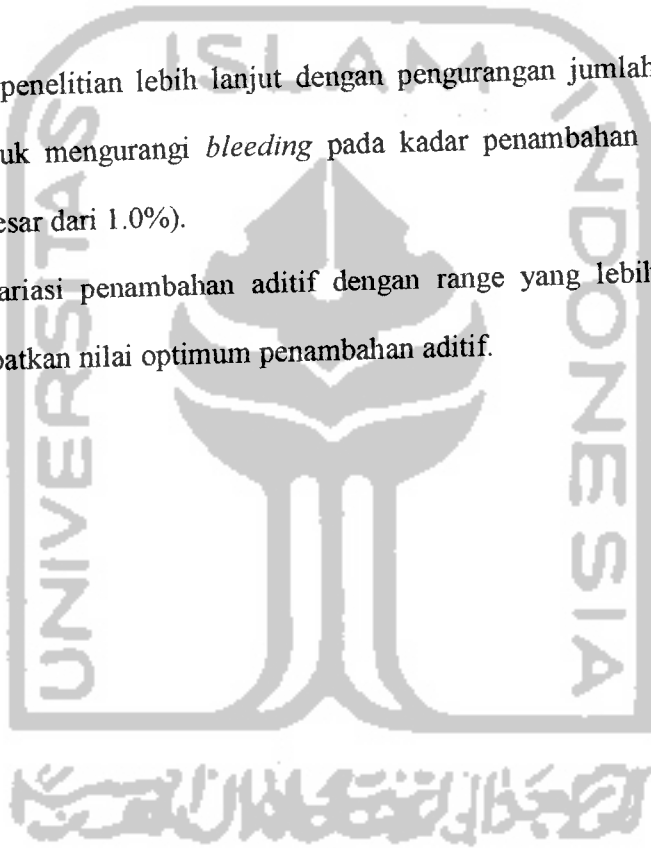 ISLAM
penelitian lebih lanjut dengan pengurangan jumlah
uk mengurangi bleeding pada kadar penambahan
esar dari 1.0%).
ariasi penambahan aditif dengan range yang lebih
patkan nilai optimum penambahan aditif.
UNIVERSITAS
INDONESIA